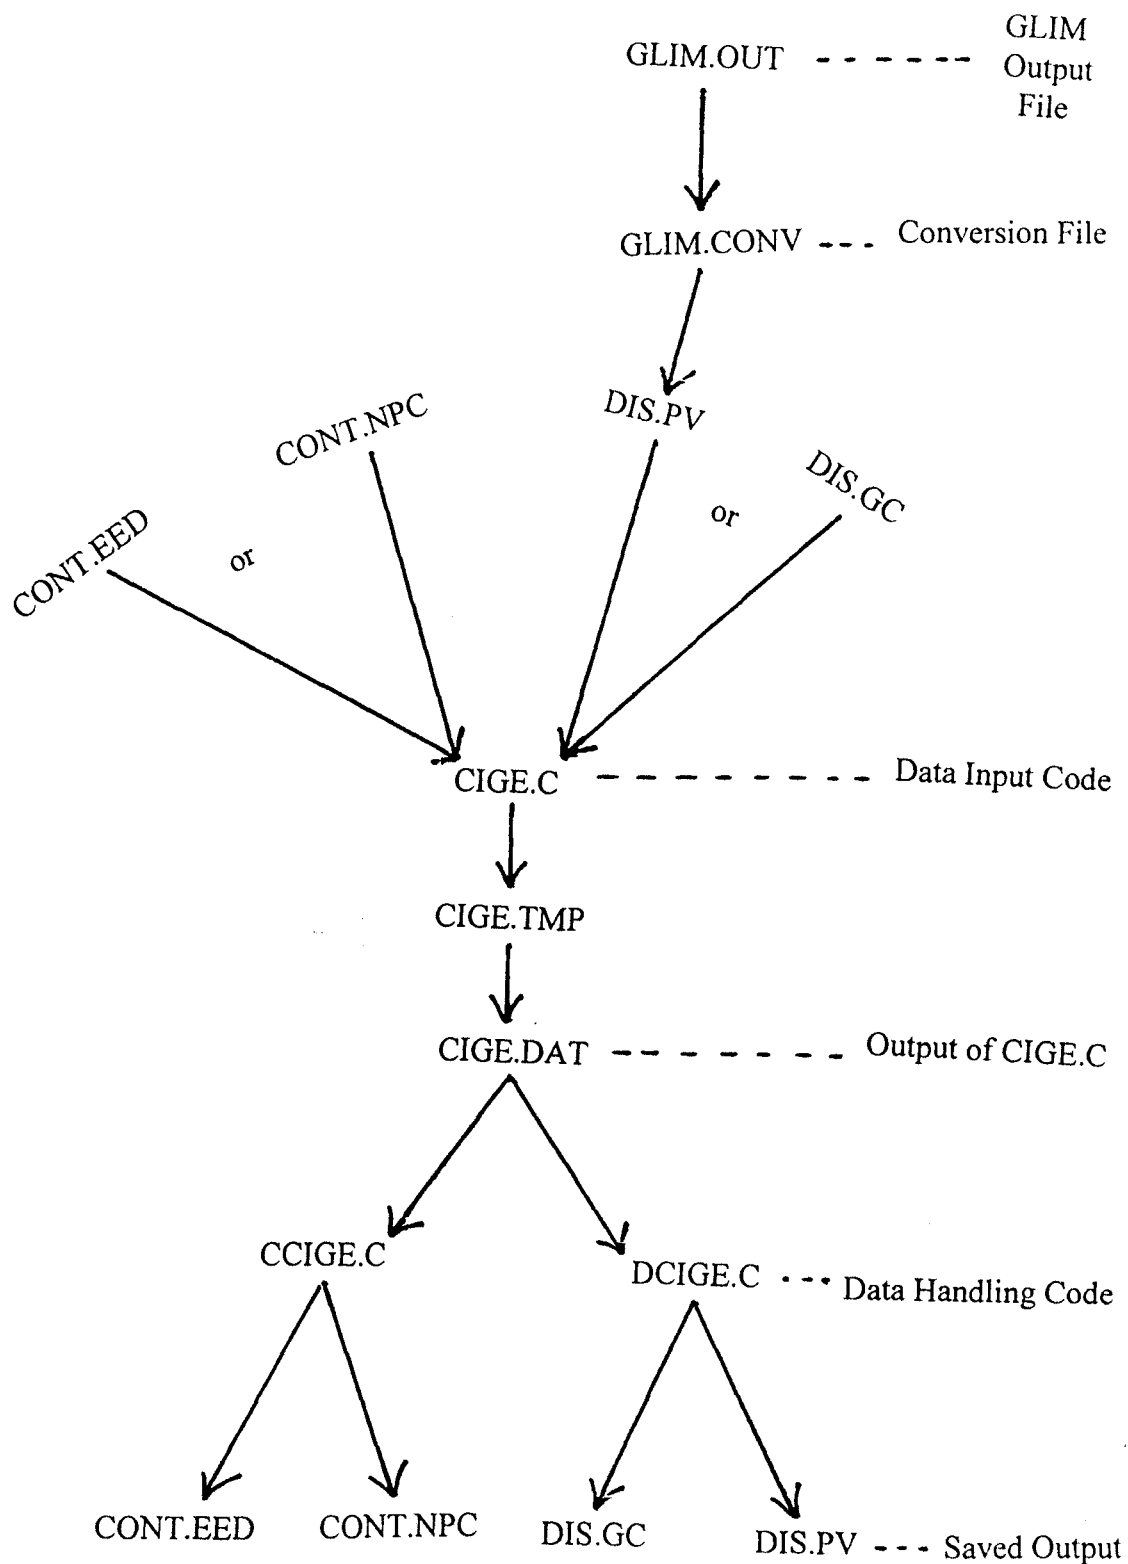 GLIM.OUT - - - - - - GLIM
Output
File
GLIM.CONV - - - Conversion File
CONT.NPC
DIS.PV
DIS.GC
CONT.EED
or
or
CIGE.C - - - - - - - - - - - Data Input Code
CIGE.TMP
CIGE.DAT - - - - - - - - Output of CIGE.C
CCIGE.C
DCIGE.C - - - Data Handling Code
CONT.EED
CONT.NPC
DIS.GC
DIS.PV - - - Saved Output